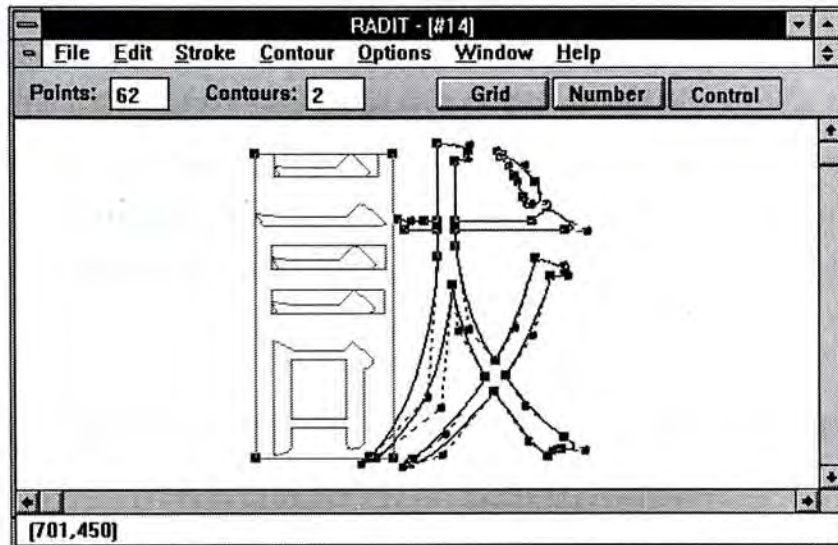 RADIT - [#14]
File Edit Stroke Contour Options Window Help
Points: 62 Contours: 2 Grid Number Control
[701,450]